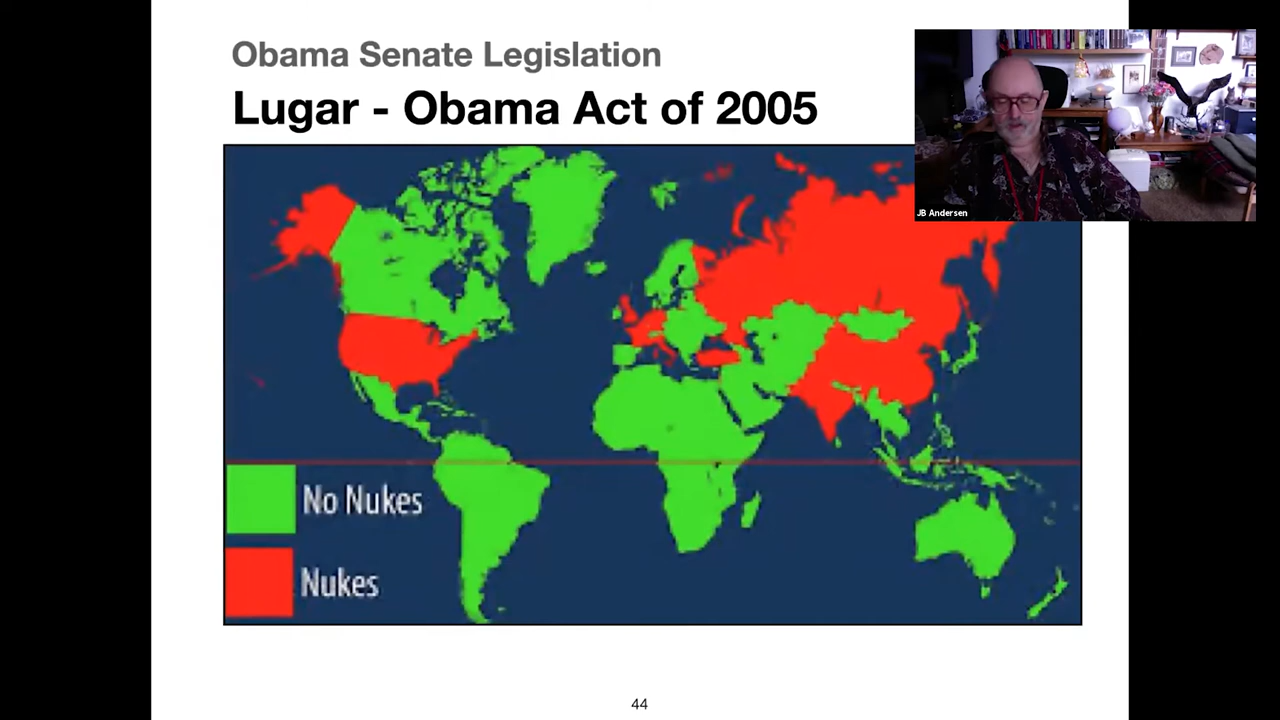 Obama Senate Legislation
Lugar - Obama Act of 2005
JB Andersen
No Nukes
Nukes
44